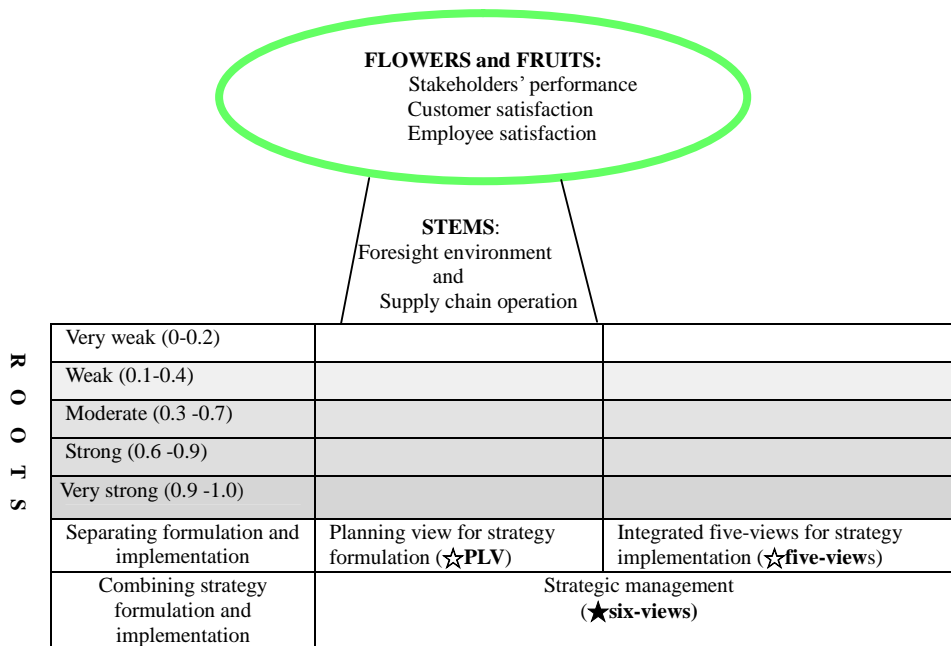 FLOWERS and FRUITS:
Stakeholders’ performance
Customer satisfaction
Employee satisfaction
STEMS:
Foresight environment
and
Supply chain operation
ROOTS
Very weak (0-0.2)
Weak (0.1-0.4)
Moderate (0.3 -0.7)
Strong (0.6 -0.9)
Very strong (0.9 -1.0)
Separating formulation and
implementation
Planning view for strategy
formulation (☆PLV)
Integrated five-views for strategy
implementation (☆five-views)
Combining strategy
formulation and
implementation
Strategic management
(★six-views)